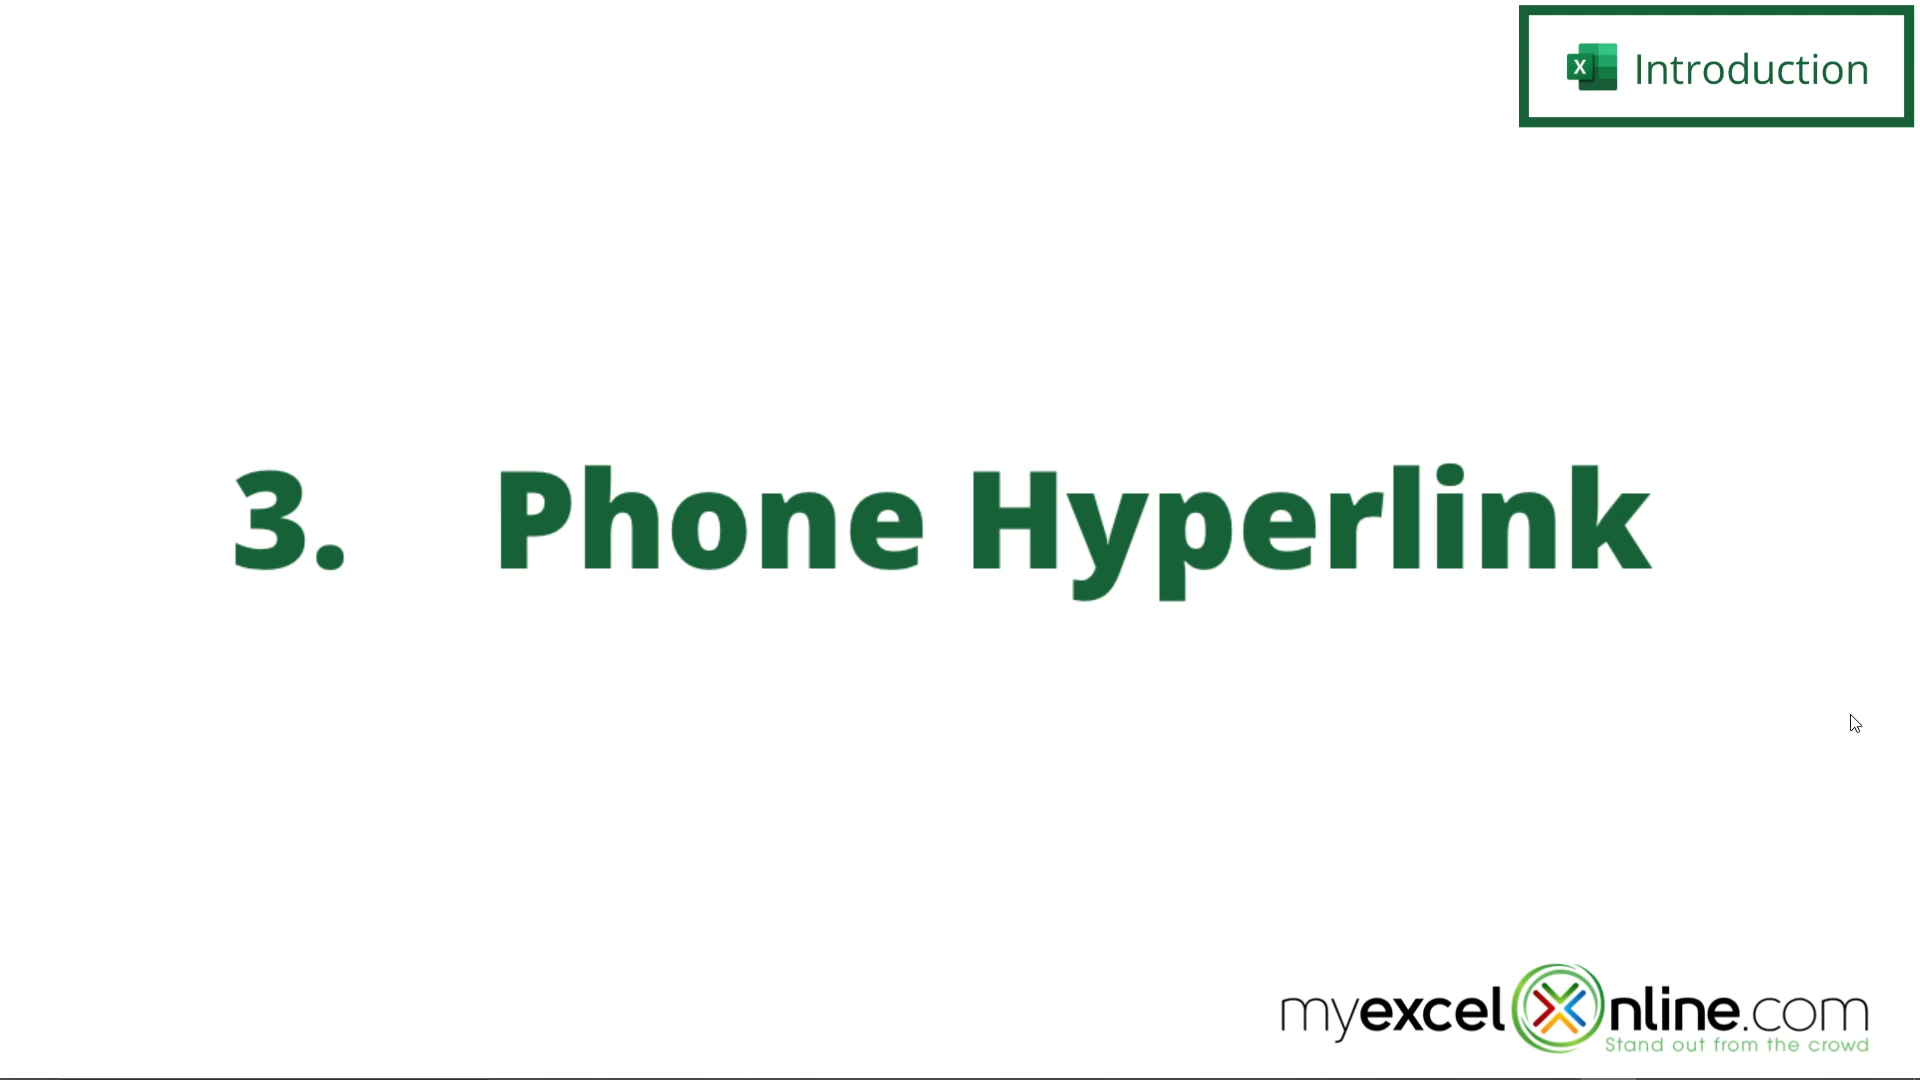 X Introduction
3. Phone Hyperlink
myexcelonline.com
Stand out from the crowd